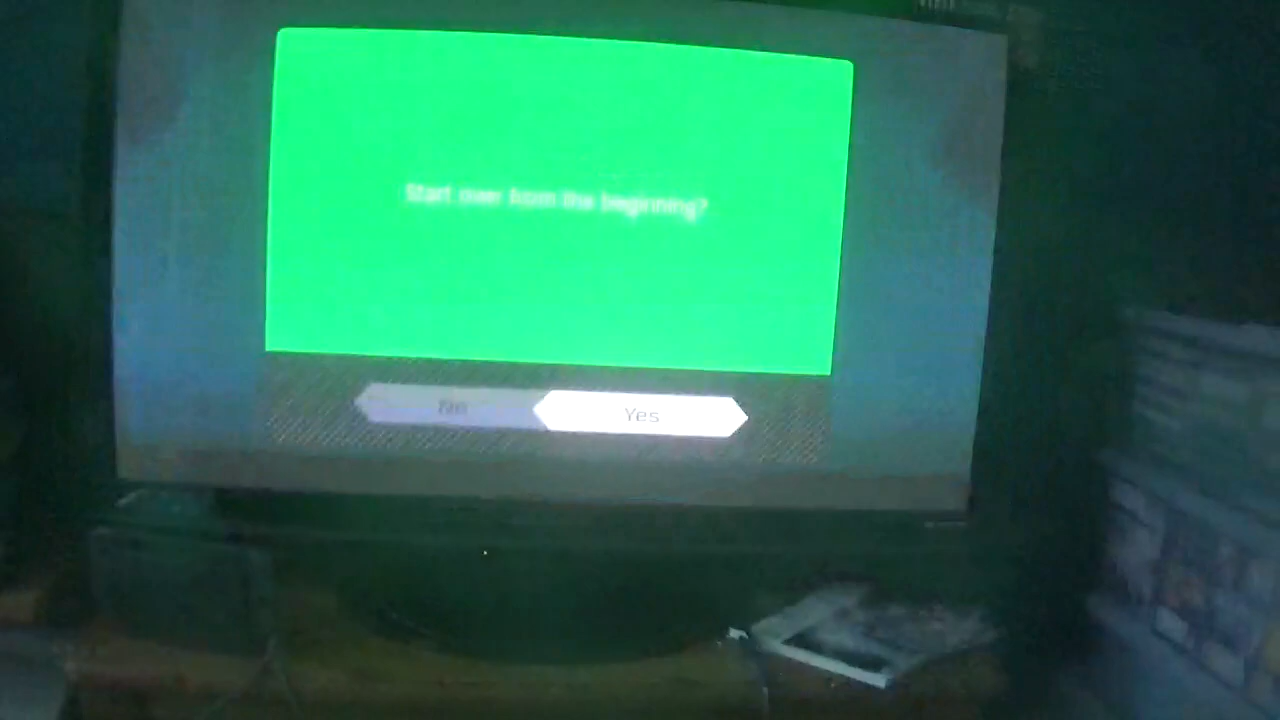 Start over from the beginning?
No
Yes